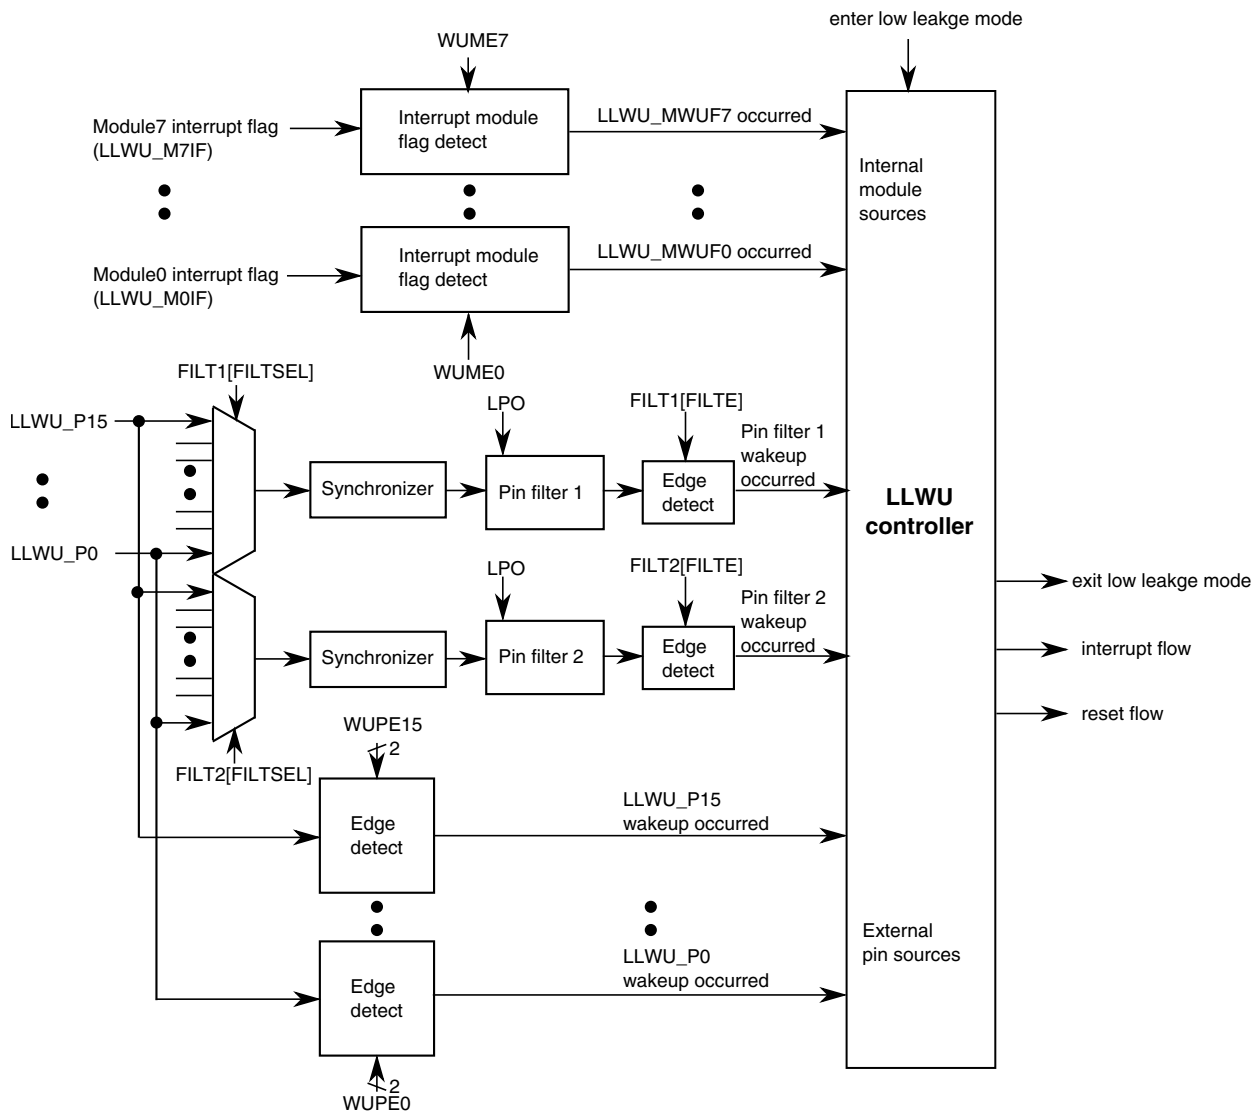 enter low leakge mode
WUME7
Module7 interrupt flag
(LLWU_M7IF)
Interrupt module
flag detect
LLWU_MWUF7 occurred
Internal
module
sources
Module0 interrupt flag
(LLWU_M0IF)
Interrupt module
flag detect
LLWU_MWUF0 occurred
WUME0
FILT1[FILTSEL]
LLWU_P15
LPO
FILT1[FILTE]
Pin filter 1
wakeup
occurred
Synchronizer
Pin filter 1
Edge
detect
LLWU
controller
LLWU_P0
LPO
FILT2[FILTE]
Pin filter 2
wakeup
occurred
Synchronizer
Pin filter 2
Edge
detect
exit low leakge mode
interrupt flow
reset flow
FILT2[FILTSEL]
WUPE15
2
Edge
detect
LLWU_P15
wakeup occurred
External
pin sources
LLWU_P0
wakeup occurred
Edge
detect
2
WUPE0